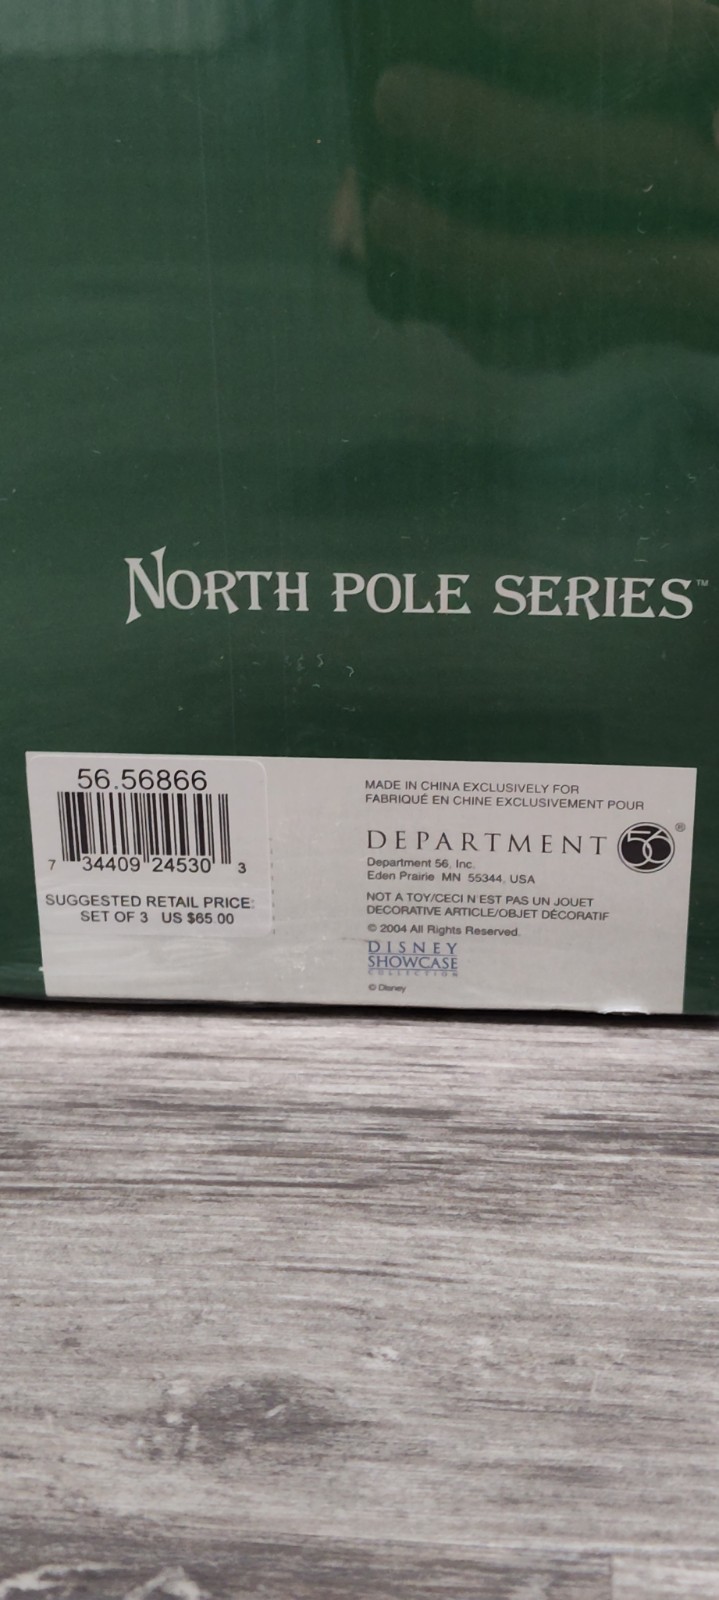 NORTH POLE SERIES™
56.56866
7 34409 24530 3
SUGGESTED RETAIL PRICE:
SET OF 3 US $65.00
MADE IN CHINA EXCLUSIVELY FOR
FABRIQUÉ EN CHINE EXCLUSIVEMENT POUR
DEPARTMENT 56®
Department 56, Inc.
Eden Prairie MN 55344, USA
NOT A TOY/CECI N'EST PAS UN JOUET
DECORATIVE ARTICLE/OBJET DÉCORATIF
© 2004 All Rights Reserved.
DISNEY
SHOWCASE
COLLECTION
© Disney